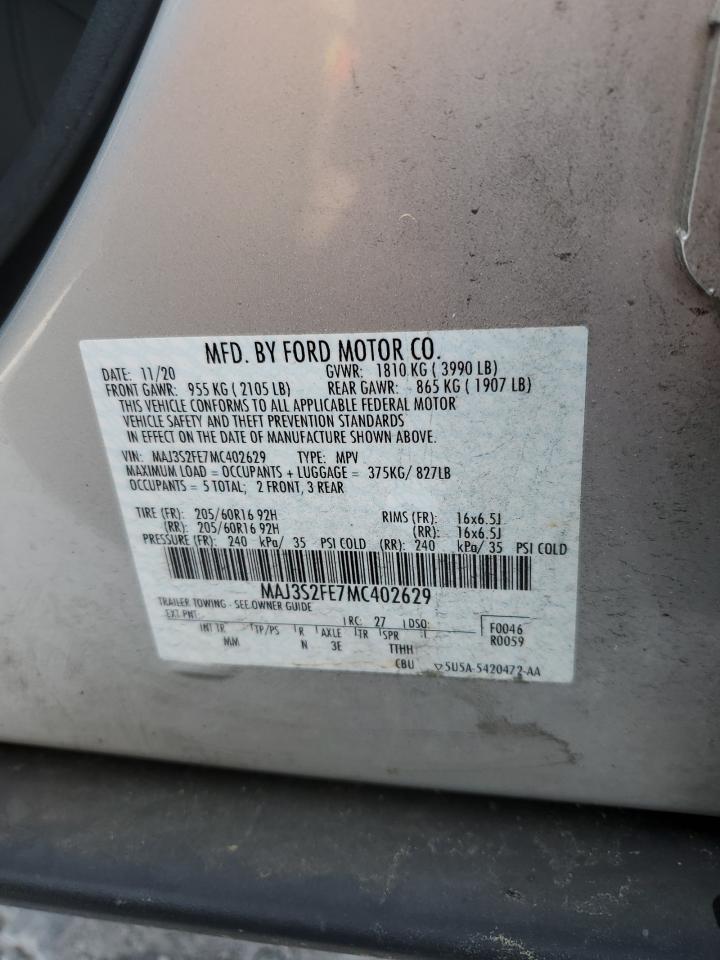 MFD. BY FORD MOTOR CO.
DATE: 11/20 GVWR: 1810 KG ( 3990 LB)
FRONT GAWR: 955 KG ( 2105 LB) REAR GAWR: 865 KG ( 1907 LB)
THIS VEHICLE CONFORMS TO ALL APPLICABLE FEDERAL MOTOR
VEHICLE SAFETY AND THEFT PREVENTION STANDARDS
IN EFFECT ON THE DATE OF MANUFACTURE SHOWN ABOVE.
VIN: MAJ3S2FE7MC402629 TYPE: MPV
MAXIMUM LOAD = OCCUPANTS + LUGGAGE = 375KG/ 827LB
OCCUPANTS = 5 TOTAL; 2 FRONT, 3 REAR
TIRE (FR): 205/60R16 92H RIMS (FR): 16x6.5J
(RR): 205/60R16 92H (RR): 16x6.5J
PRESSURE (FR): 240 kPa/ 35 PSI COLD (RR): 240 kPa/ 35 PSI COLD
MAJ3S2FE7MC402629
TRAILER TOWING - SEE OWNER GUIDE
EXT PNT: RC: 27 DSO: F0046
INT TR TP/PS R AXLE TR SPR R0059
MM N 3E TTHH
CBU 5U5A-5420472-AA